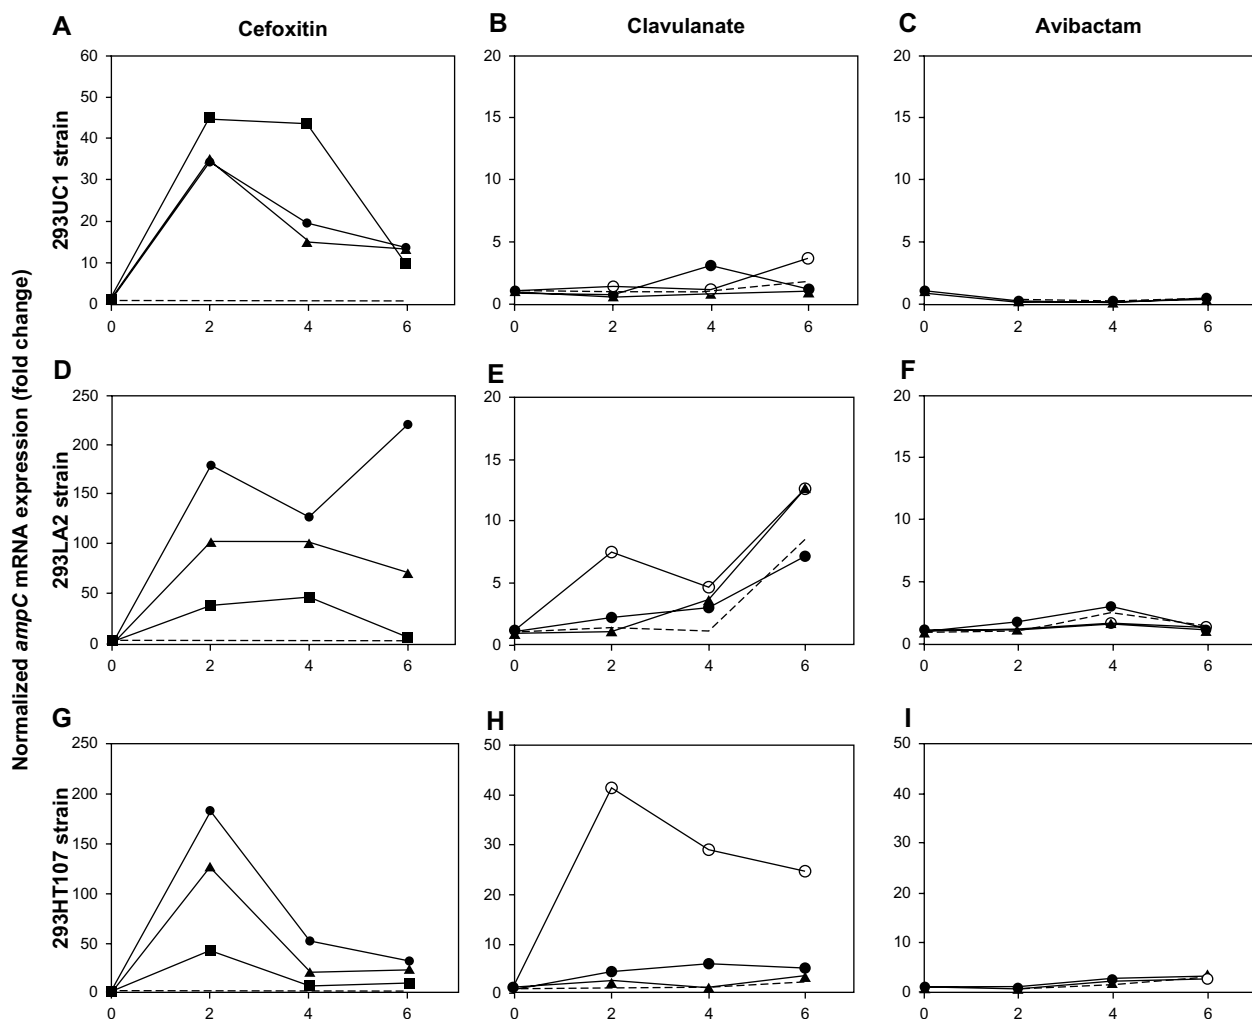 A Cefoxitin
B Clavulanate
C Avibactam
Normalized ampC mRNA expression (fold change)
293UC1 strain
60
50
40
30
20
10
0
0 2 4 6
20
15
10
5
0
0 2 4 6
20
15
10
5
0
0 2 4 6
D
E
F
293LA2 strain
250
200
150
100
50
0
0 2 4 6
20
15
10
5
0
0 2 4 6
20
15
10
5
0
0 2 4 6
G
H
I
293HT107 strain
250
200
150
100
50
0
0 2 4 6
50
40
30
20
10
0
0 2 4 6
50
40
30
20
10
0
0 2 4 6